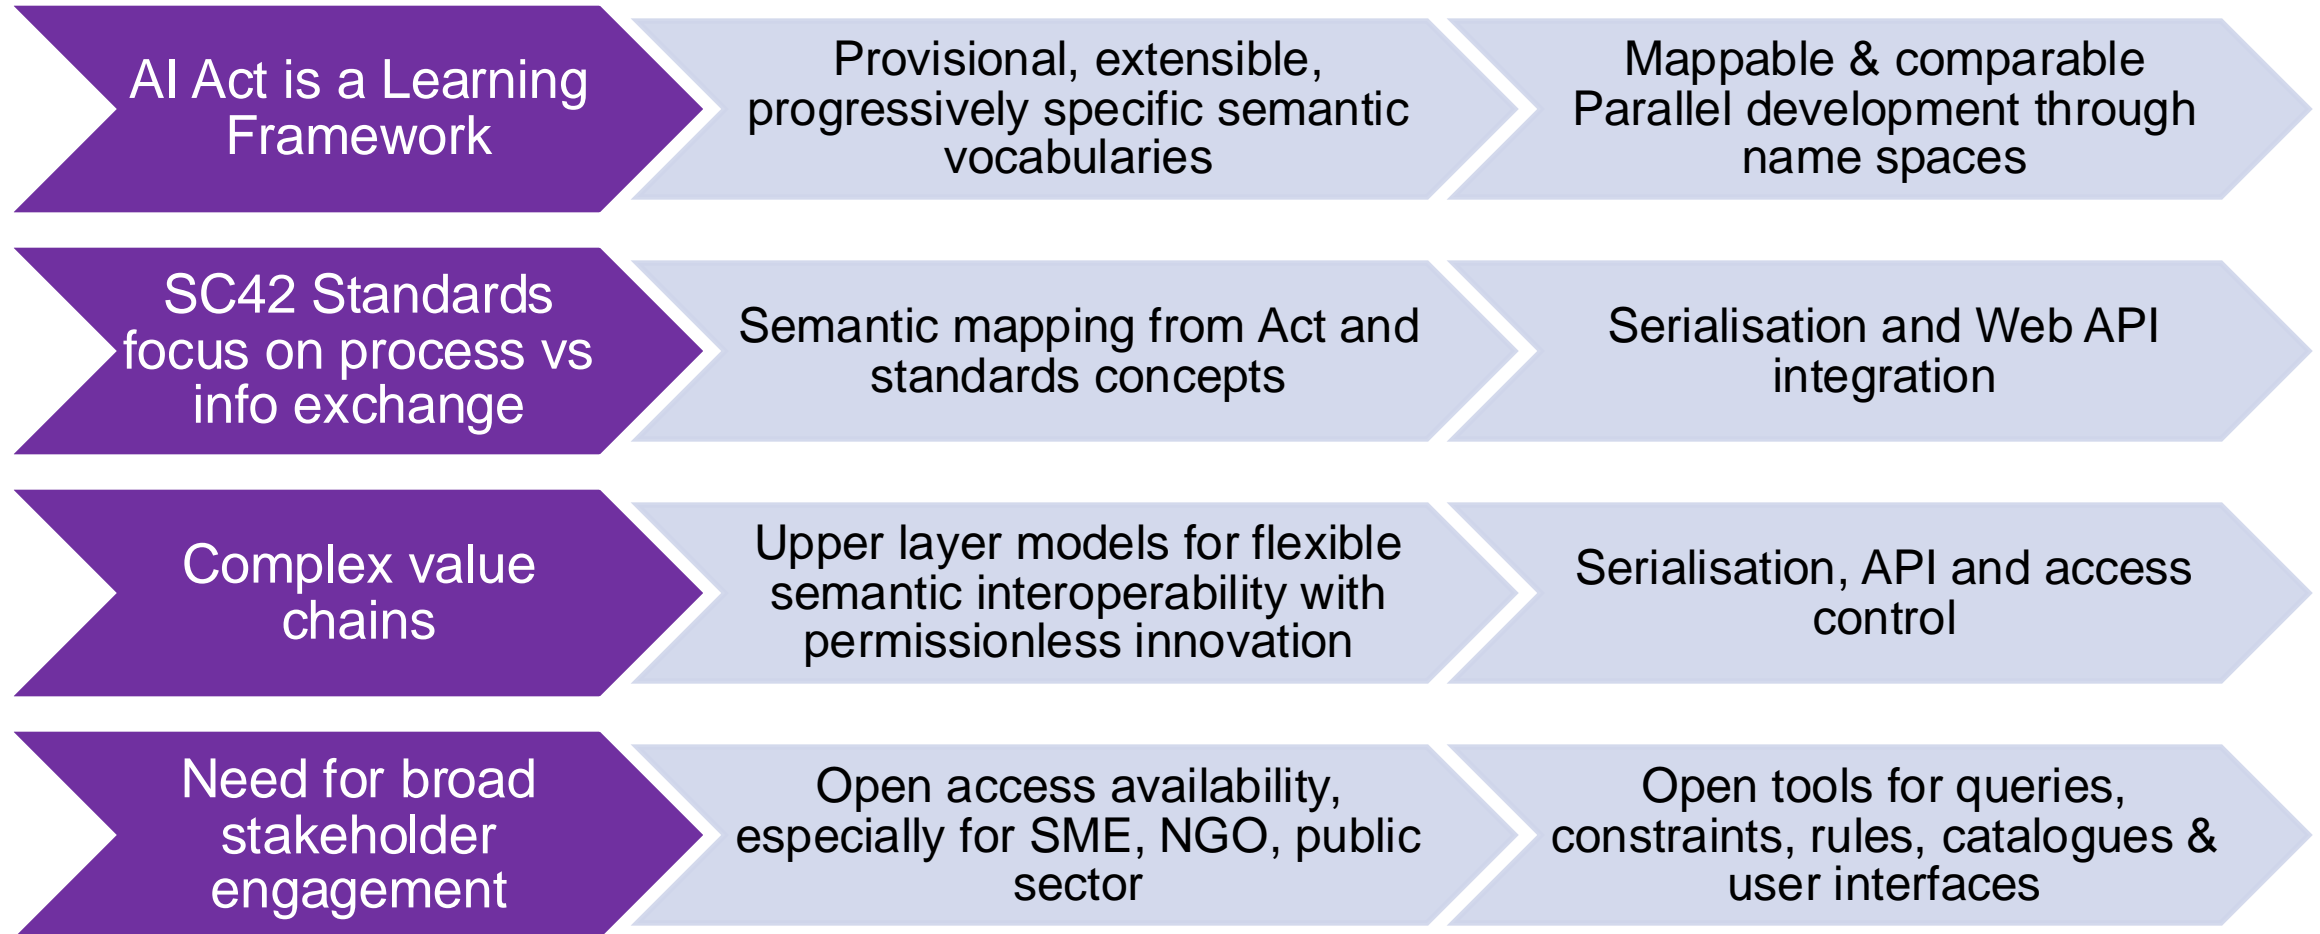 AI Act is a Learning
Framework
Provisional, extensible,
progressively specific semantic
vocabularies
Mappable & comparable
Parallel development through
name spaces
SC42 Standards
focus on process vs
info exchange
Semantic mapping from Act and
standards concepts
Serialisation and Web API
integration
Complex value
chains
Upper layer models for flexible
semantic interoperability with
permissionless innovation
Serialisation, API and access
control
Need for broad
stakeholder
engagement
Open access availability,
especially for SME, NGO, public
sector
Open tools for queries,
constraints, rules, catalogues &
user interfaces